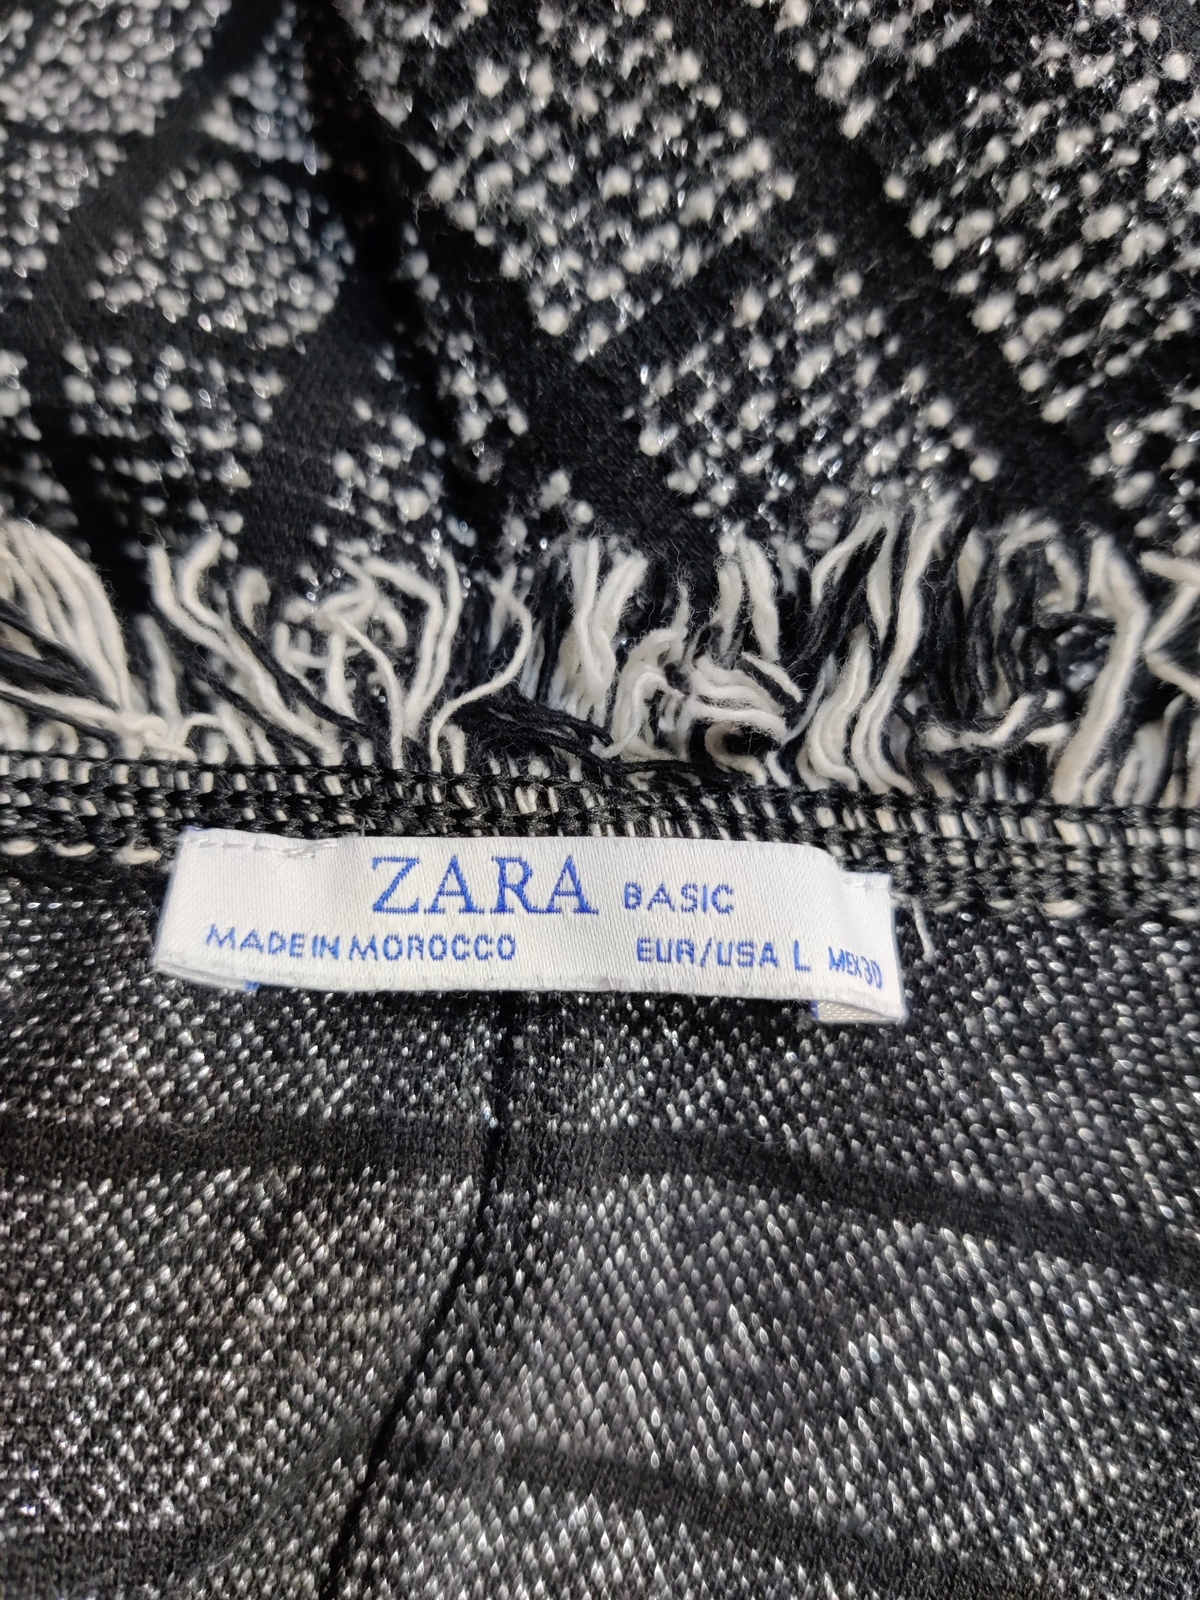 ZARA BASIC
MADE IN MOROCCO EUR/USA L MEX 30